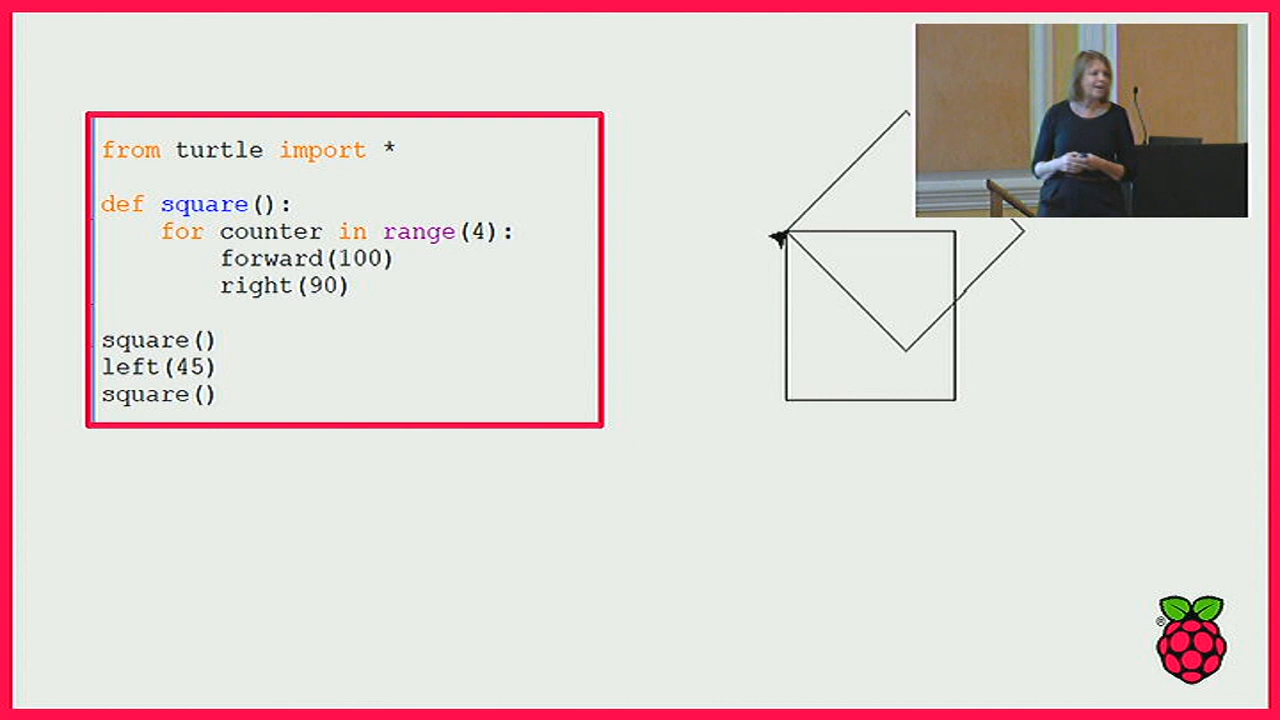 from turtle import *
def square():
    for counter in range(4):
        forward(100)
        right(90)
square()
left(45)
square()
®